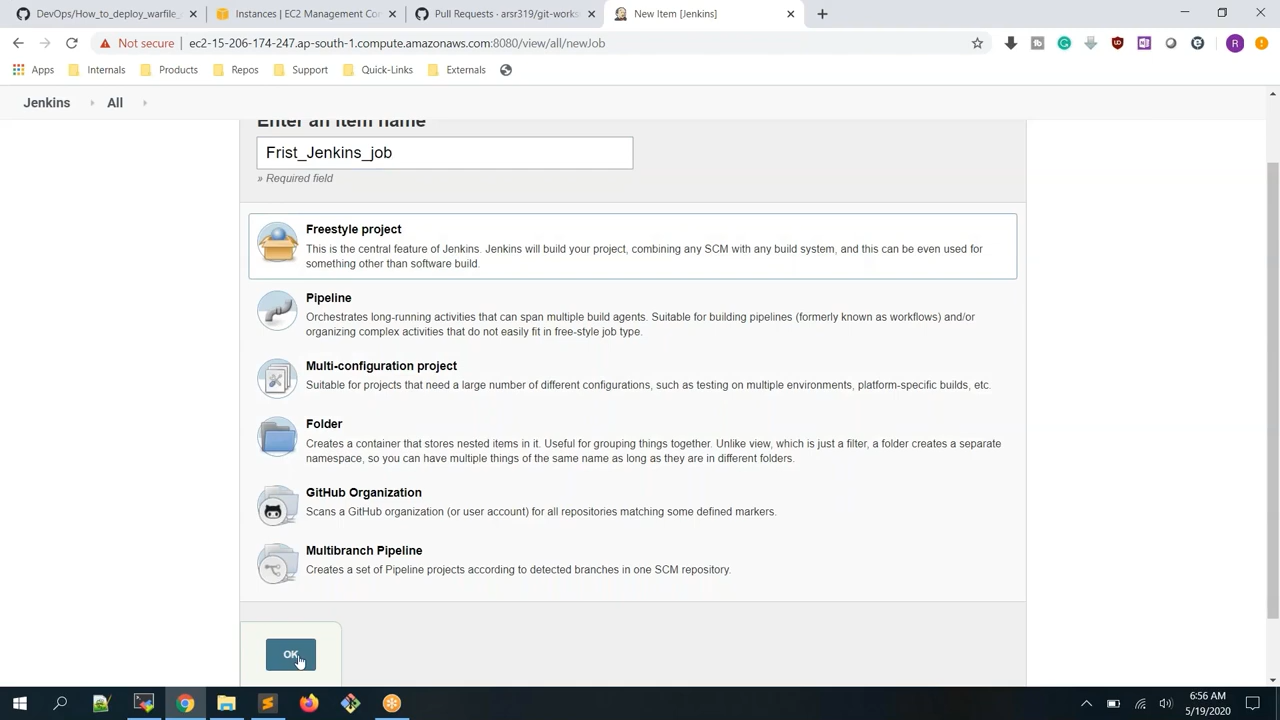 DevOps/How_to_deploy_warfile_
Instances | EC2 Management Co
Pull Requests · arsr319/git-works
New Item [Jenkins]
Not secure | ec2-15-206-174-247.ap-south-1.compute.amazonaws.com:8080/view/all/newJob
R
Apps
Internals
Products
Repos
Support
Quick-Links
Externals
Jenkins
All
Enter an item name
Frist_Jenkins_job
» Required field
Freestyle project
This is the central feature of Jenkins. Jenkins will build your project, combining any SCM with any build system, and this can be even used for
something other than software build.
Pipeline
Orchestrates long-running activities that can span multiple build agents. Suitable for building pipelines (formerly known as workflows) and/or
organizing complex activities that do not easily fit in free-style job type.
Multi-configuration project
Suitable for projects that need a large number of different configurations, such as testing on multiple environments, platform-specific builds, etc.
Folder
Creates a container that stores nested items in it. Useful for grouping things together. Unlike view, which is just a filter, a folder creates a separate
namespace, so you can have multiple things of the same name as long as they are in different folders.
GitHub Organization
Scans a GitHub organization (or user account) for all repositories matching some defined markers.
Multibranch Pipeline
Creates a set of Pipeline projects according to detected branches in one SCM repository.
OK
6:56 AM
5/19/2020